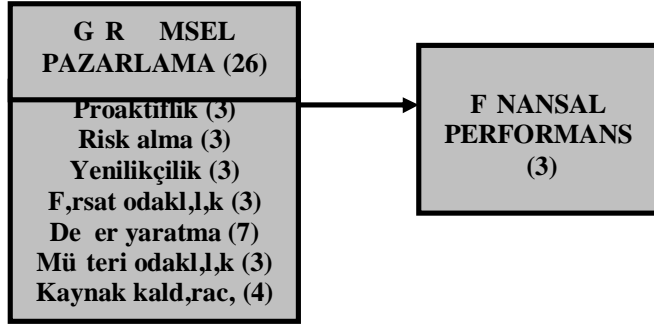 G R MSEL
PAZARLAMA (26)
Proaktiflik (3)
Risk alma (3)
Yenilikçilik (3)
F,rsat odakl,l,k (3)
De er yaratma (7)
Mü teri odakl,l,k (3)
Kaynak kald,rac, (4)
F NANSAL
PERFORMANS
(3)